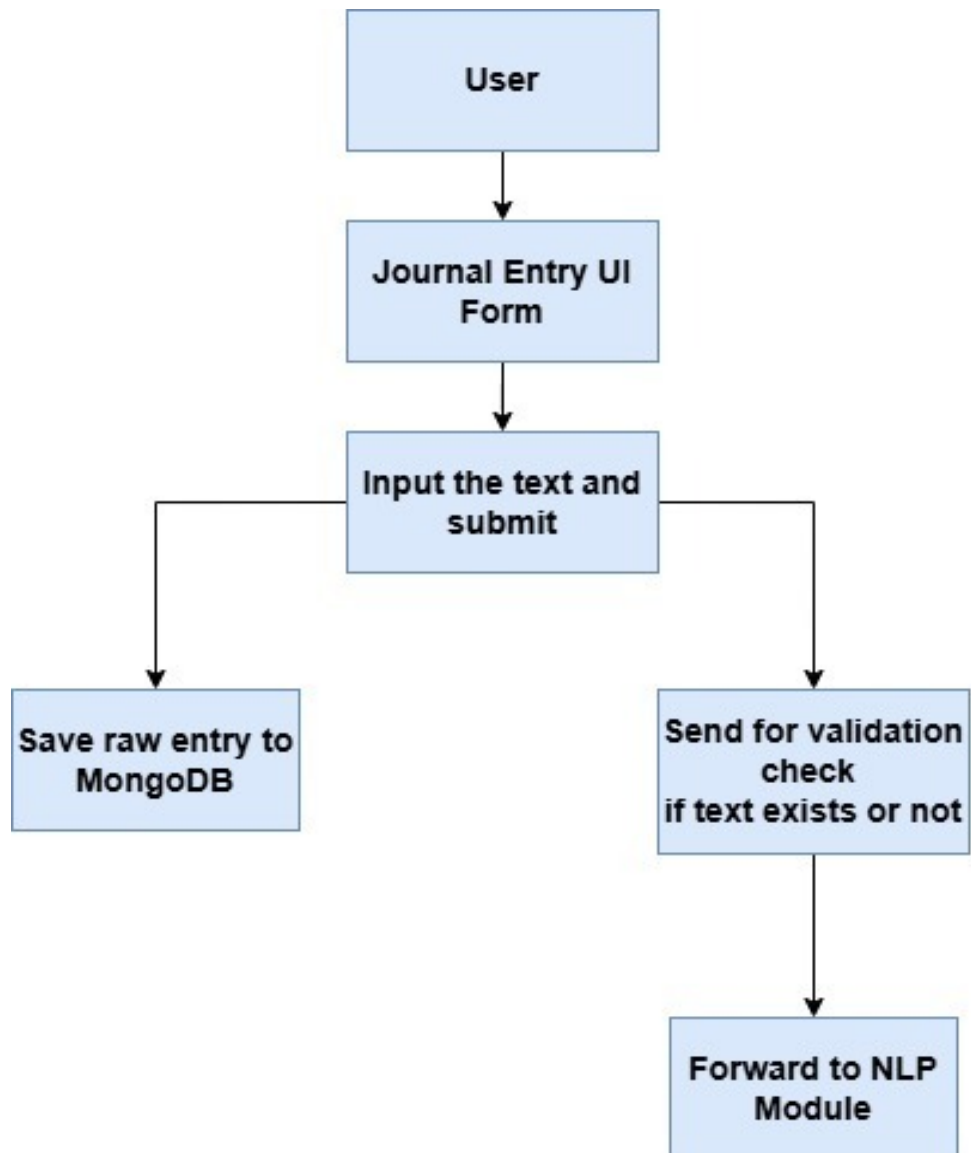 User
Journal Entry UI
Form
Input the text and
submit
Save raw entry to
MongoDB
Send for validation
check
if text exists or not
Forward to NLP
Module